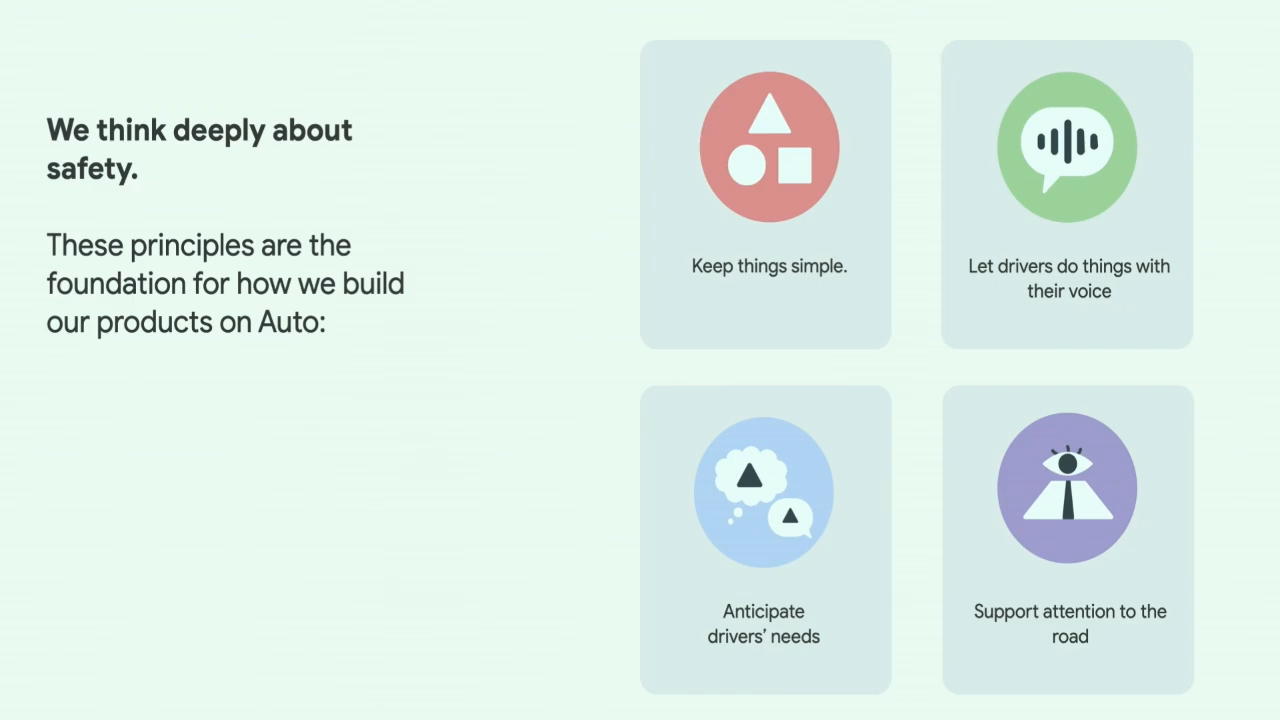 We think deeply about
safety.
These principles are the
foundation for how we build
our products on Auto:
Keep things simple.
Let drivers do things with
their voice
Anticipate
drivers’ needs
Support attention to the
road